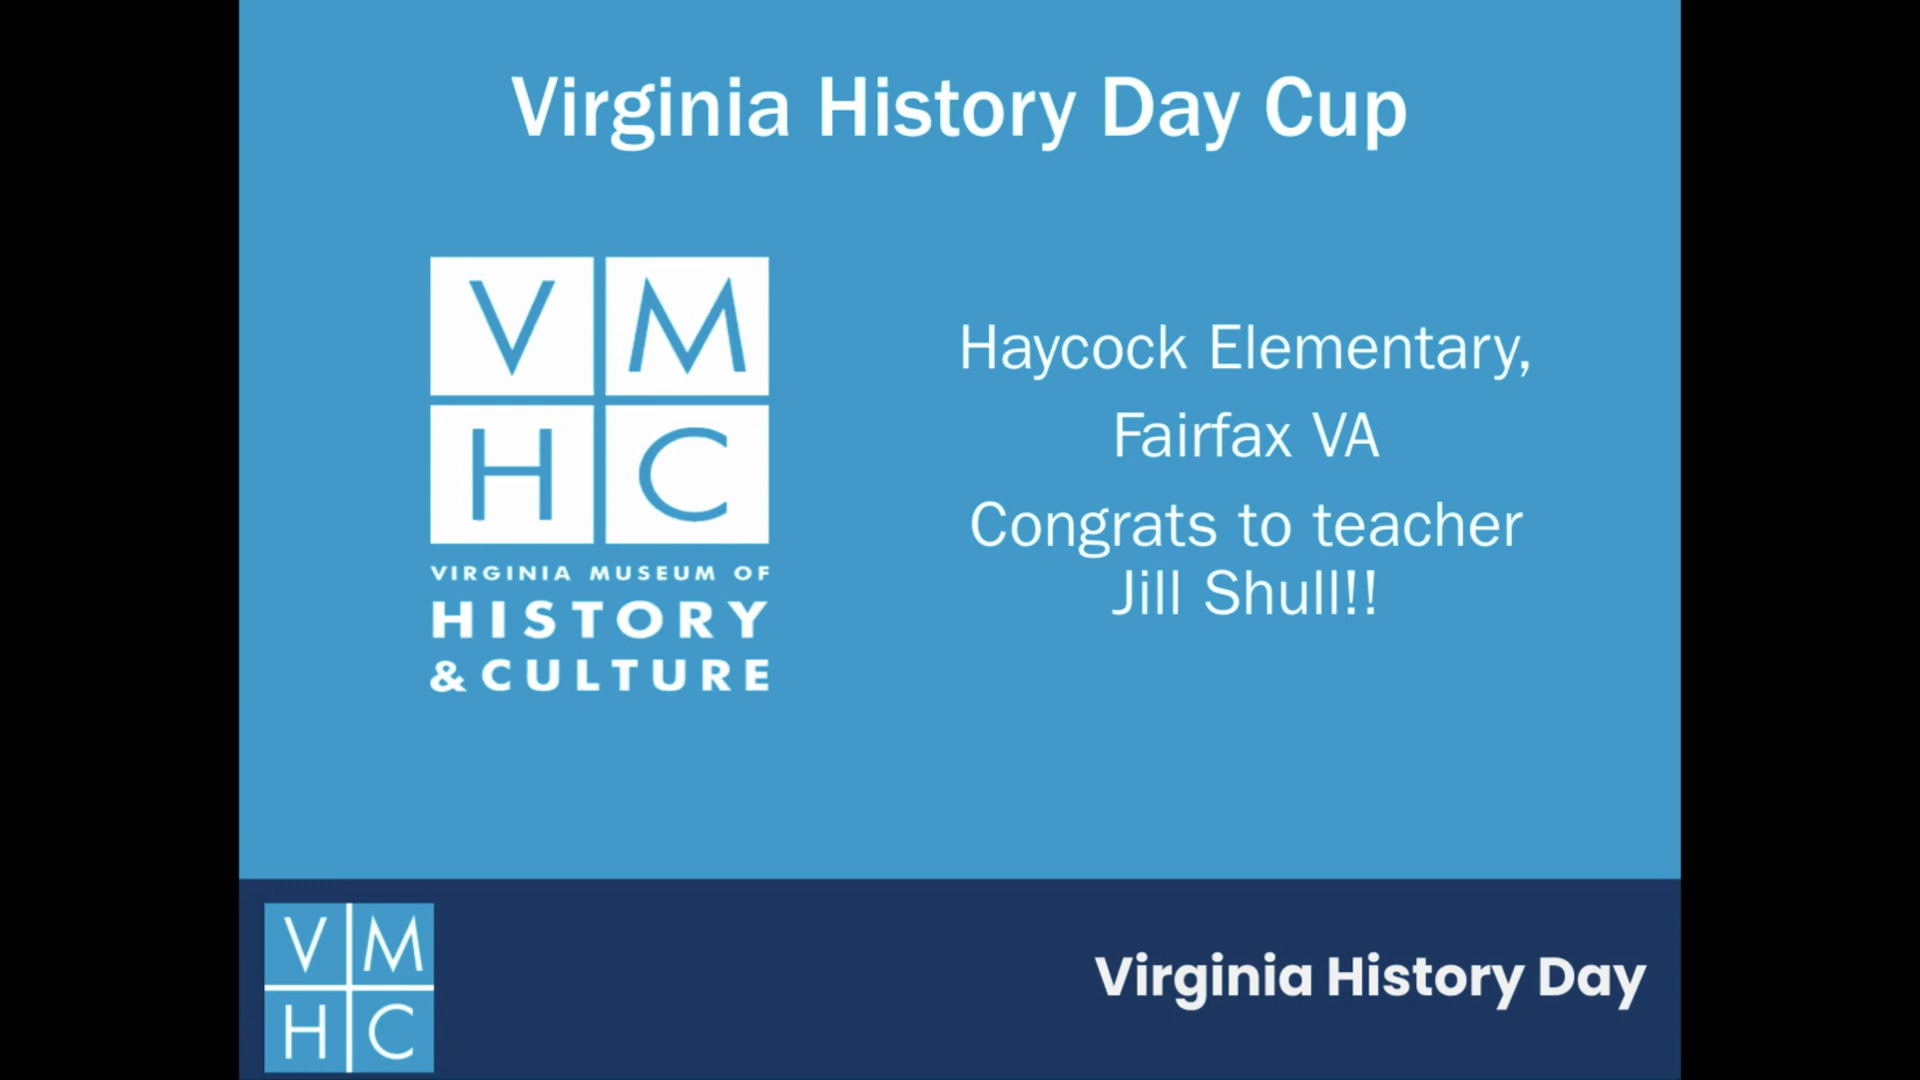 Virginia History Day Cup
V M
H C
VIRGINIA MUSEUM OF
HISTORY
& CULTURE
Haycock Elementary,
Fairfax VA
Congrats to teacher
Jill Shull!!
V M
H C
Virginia History Day